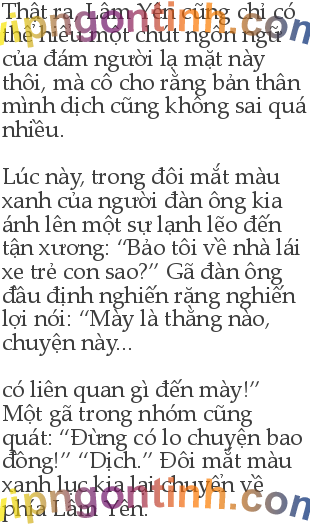 Thật ra, Lâm Yên cũng chỉ có
thể hiểu một chút ngôn ngữ
của đám người lạ mặt này
thôi, mà cô cho rằng bản thân
mình dịch cũng không sai quá
nhiều.
Lúc này, trong đôi mắt màu
xanh của người đàn ông kia
ánh lên một sự lạnh lẽo đến
tận xương: “Bảo tôi về nhà lái
xe trẻ con sao?” Gã đàn ông
đầu định nghiến răng nghiến
lợi nói: “Mày là thằng nào,
chuyện này...
có liên quan gì đến mày!”
Một gã trong nhóm cũng
quát: “Đừng có lo chuyện bao
đồng!” “Dịch.” Đôi mắt màu
xanh lục kia lại chuyển về
phía Lâm Yên.